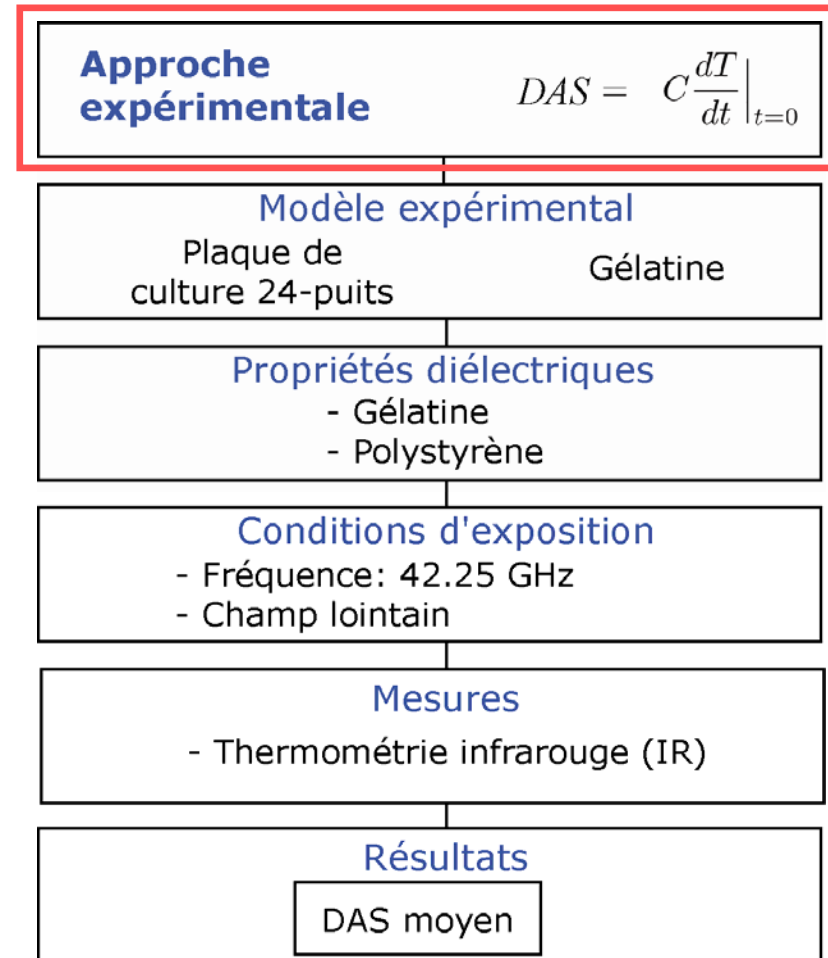 Approche
expérimentale
DAS = C dT/dt |t=0
Modèle expérimental
Plaque de
culture 24-puits
Gélatine
Propriétés diélectriques
- Gélatine
- Polystyrène
Conditions d'exposition
- Fréquence: 42.25 GHz
- Champ lointain
Mesures
- Thermométrie infrarouge (IR)
Résultats
DAS moyen